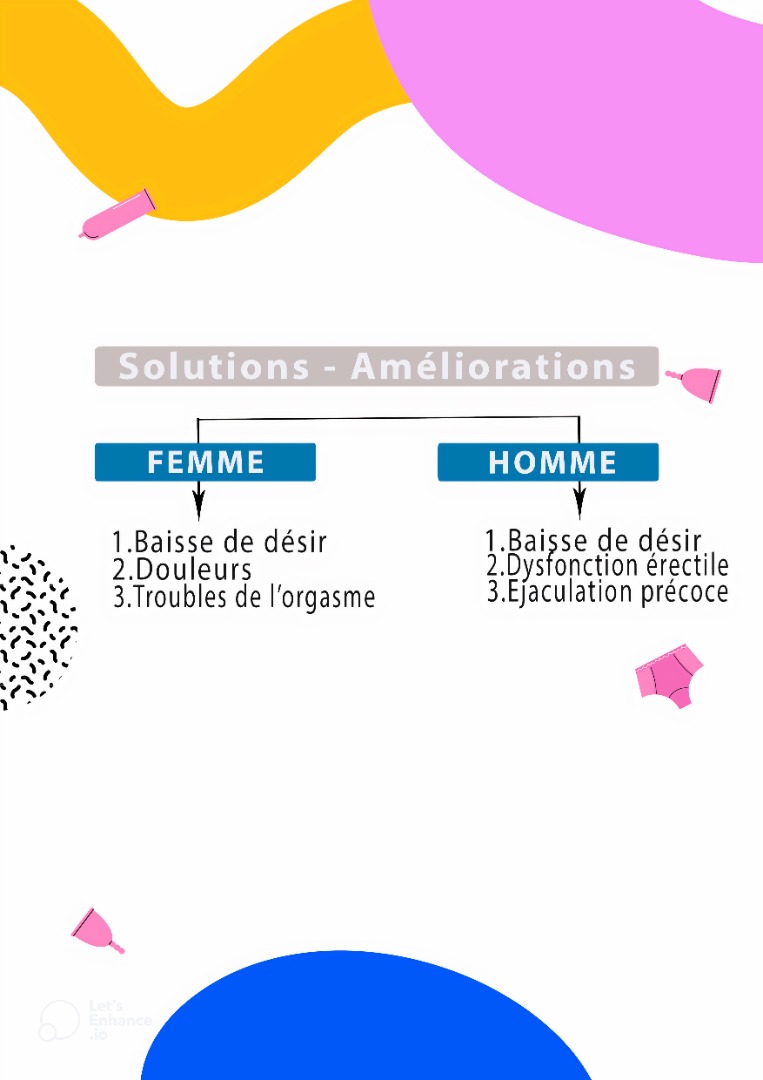 Solutions - Améliorations
FEMME
1.Baisse de désir
2.Douleurs
3.Troubles de l'orgasme
HOMME
1.Baisse de désir
2.Dysfonction érectile
3.Ejaculation précoce
Let's
Enhance
.io